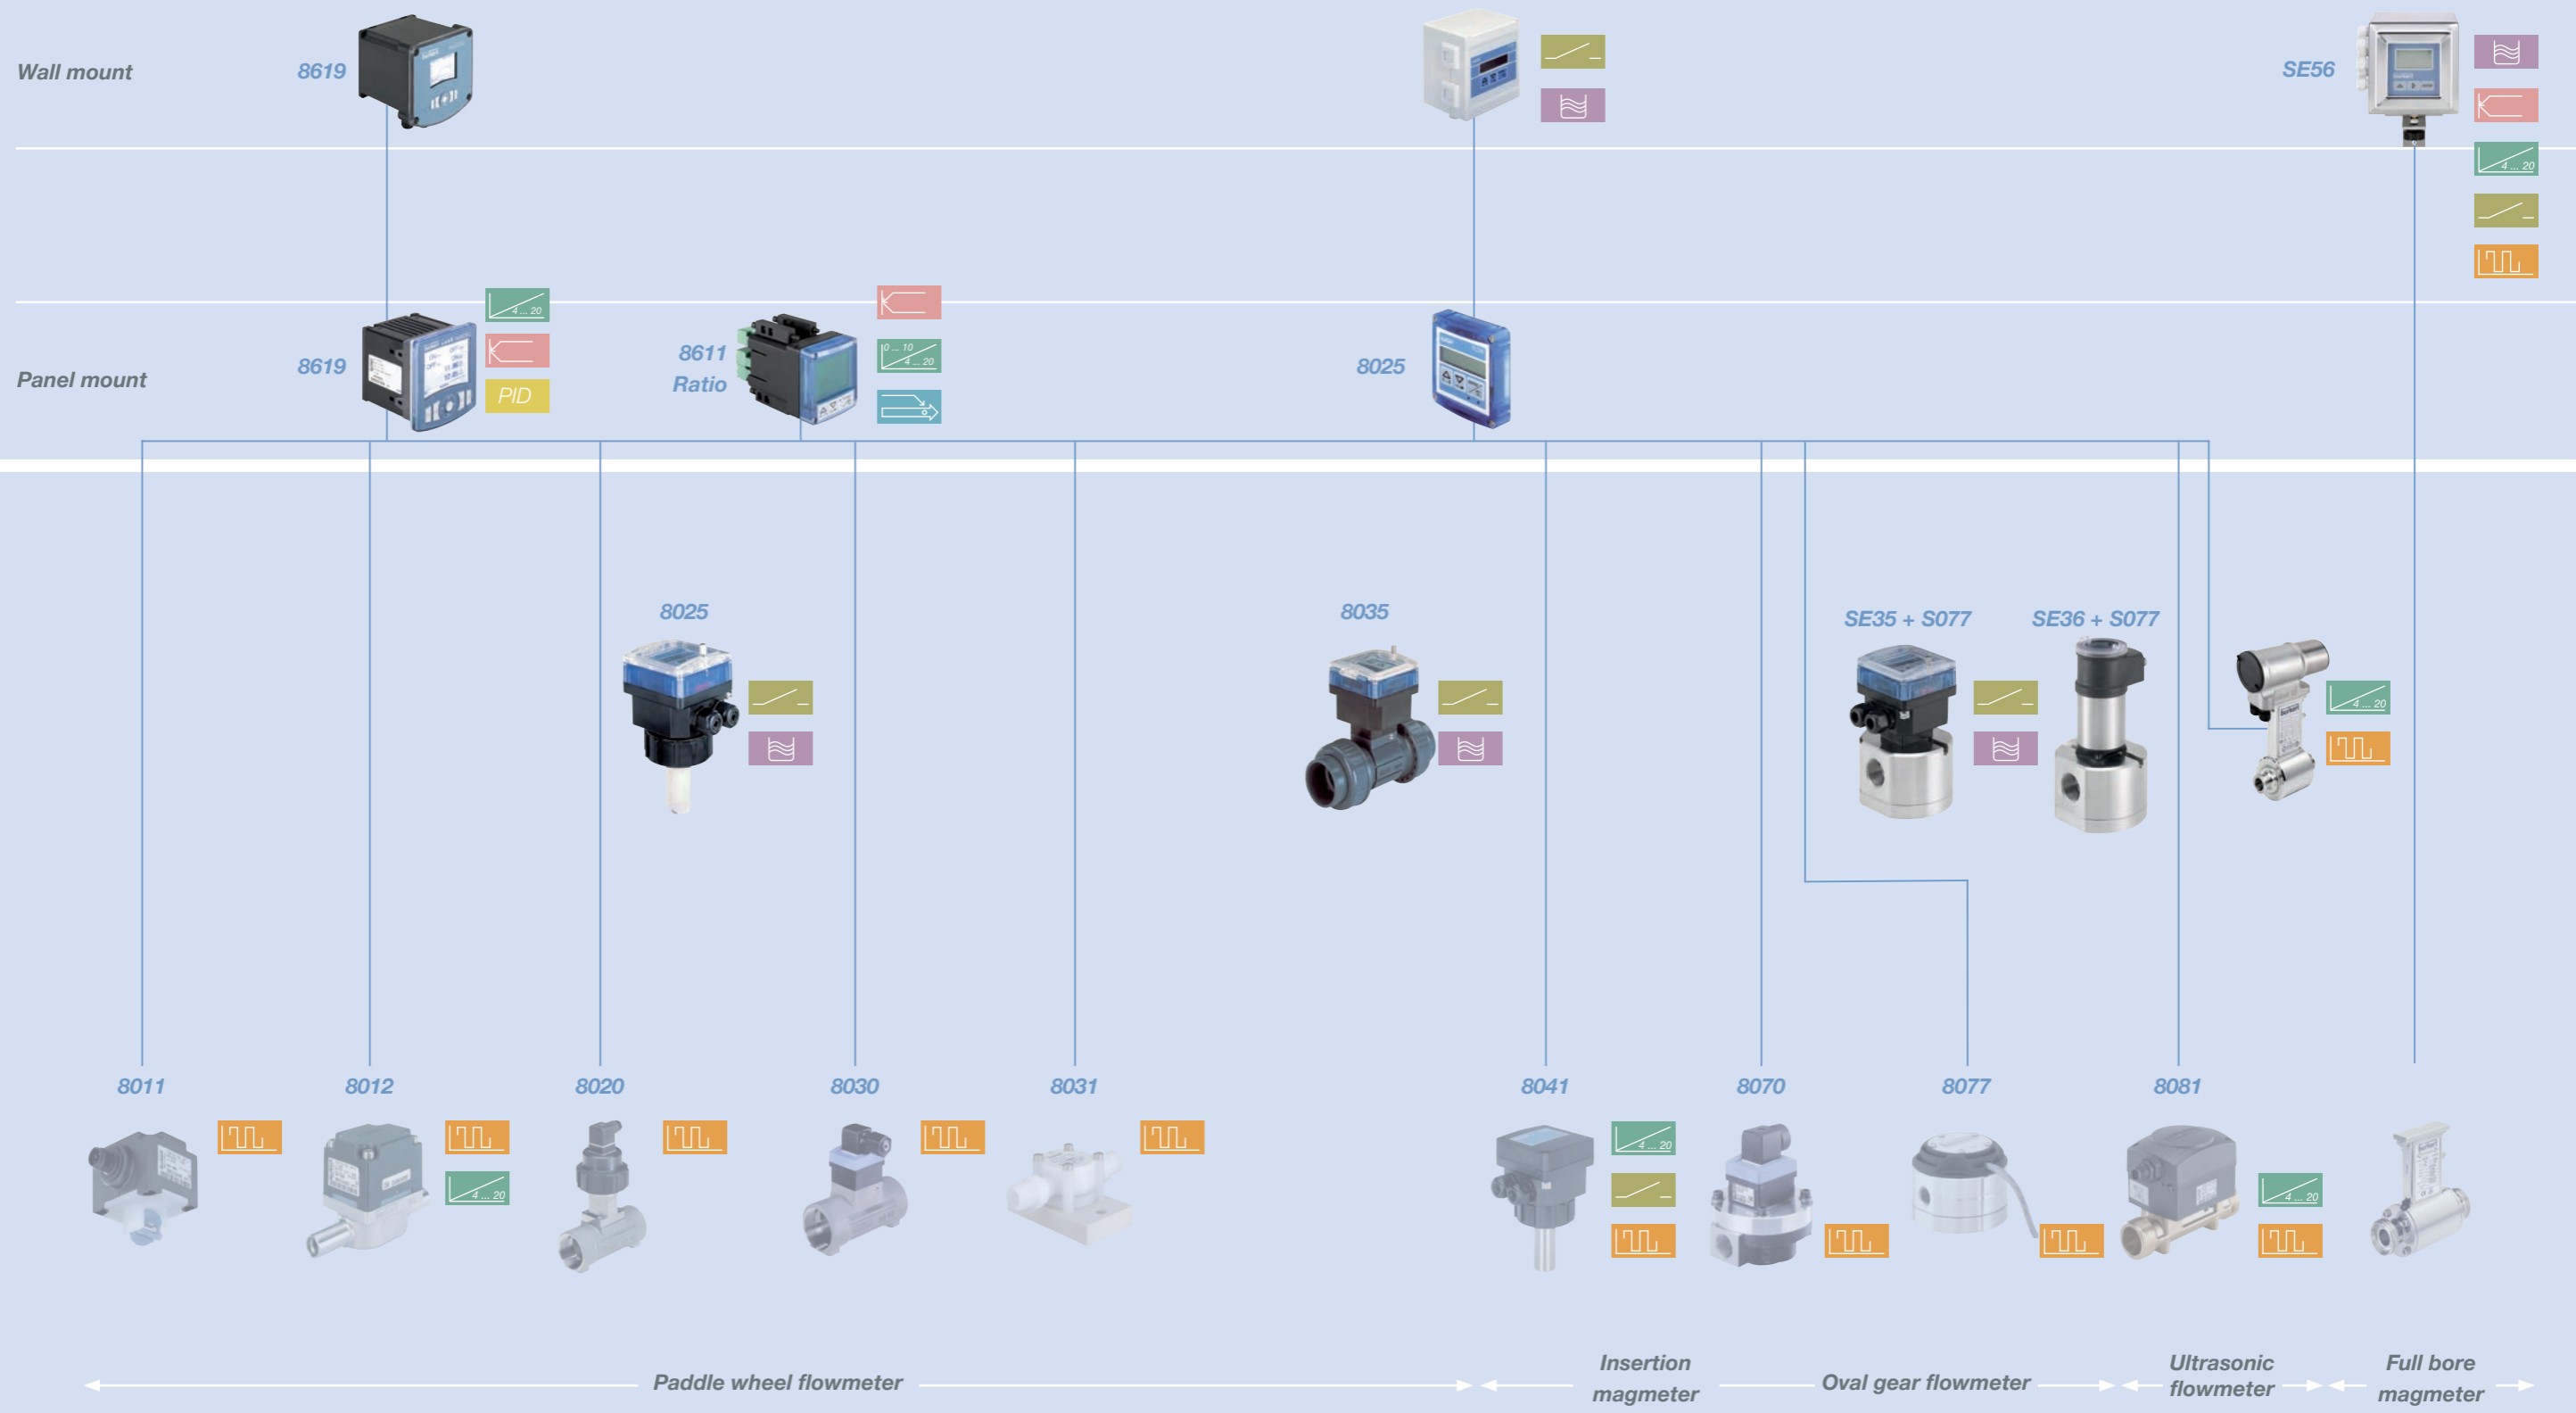 Wall mount
8619
SE56
4 ... 20
4 ... 20
0 ... 10
4 ... 20
PID
8619
8611
Ratio
8025
Panel mount
8025
8035
SE35 + S077
SE36 + S077
4 ... 20
8011
8012
8020
8030
8031
8041
8070
8077
8081
4 ... 20
4 ... 20
4 ... 20
Paddle wheel flowmeter
Insertion
magmeter
Oval gear flowmeter
Ultrasonic
flowmeter
Full bore
magmeter